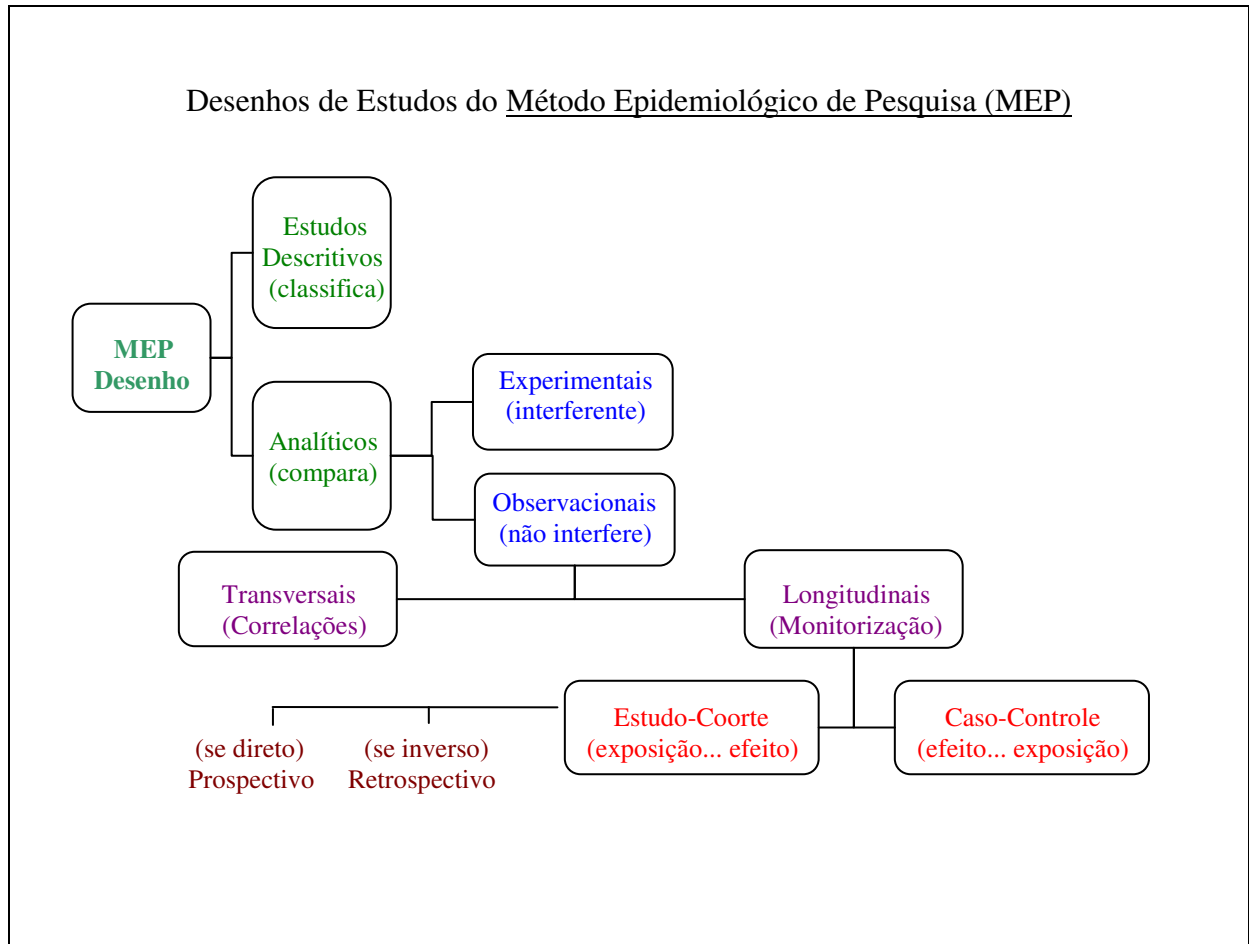 Desenhos de Estudos do Método Epidemiológico de Pesquisa (MEP)
Estudos
Descritivos
(classifica)
MEP
Desenho
Analíticos
(compara)
Experimentais
(interferente)
Observacionais
(não interfere)
Transversais
(Correlações)
Longitudinais
(Monitorização)
Estudo-Coorte
(exposição... efeito)
Caso-Controle
(efeito... exposição)
(se direto)
Prospectivo
(se inverso)
Retrospectivo